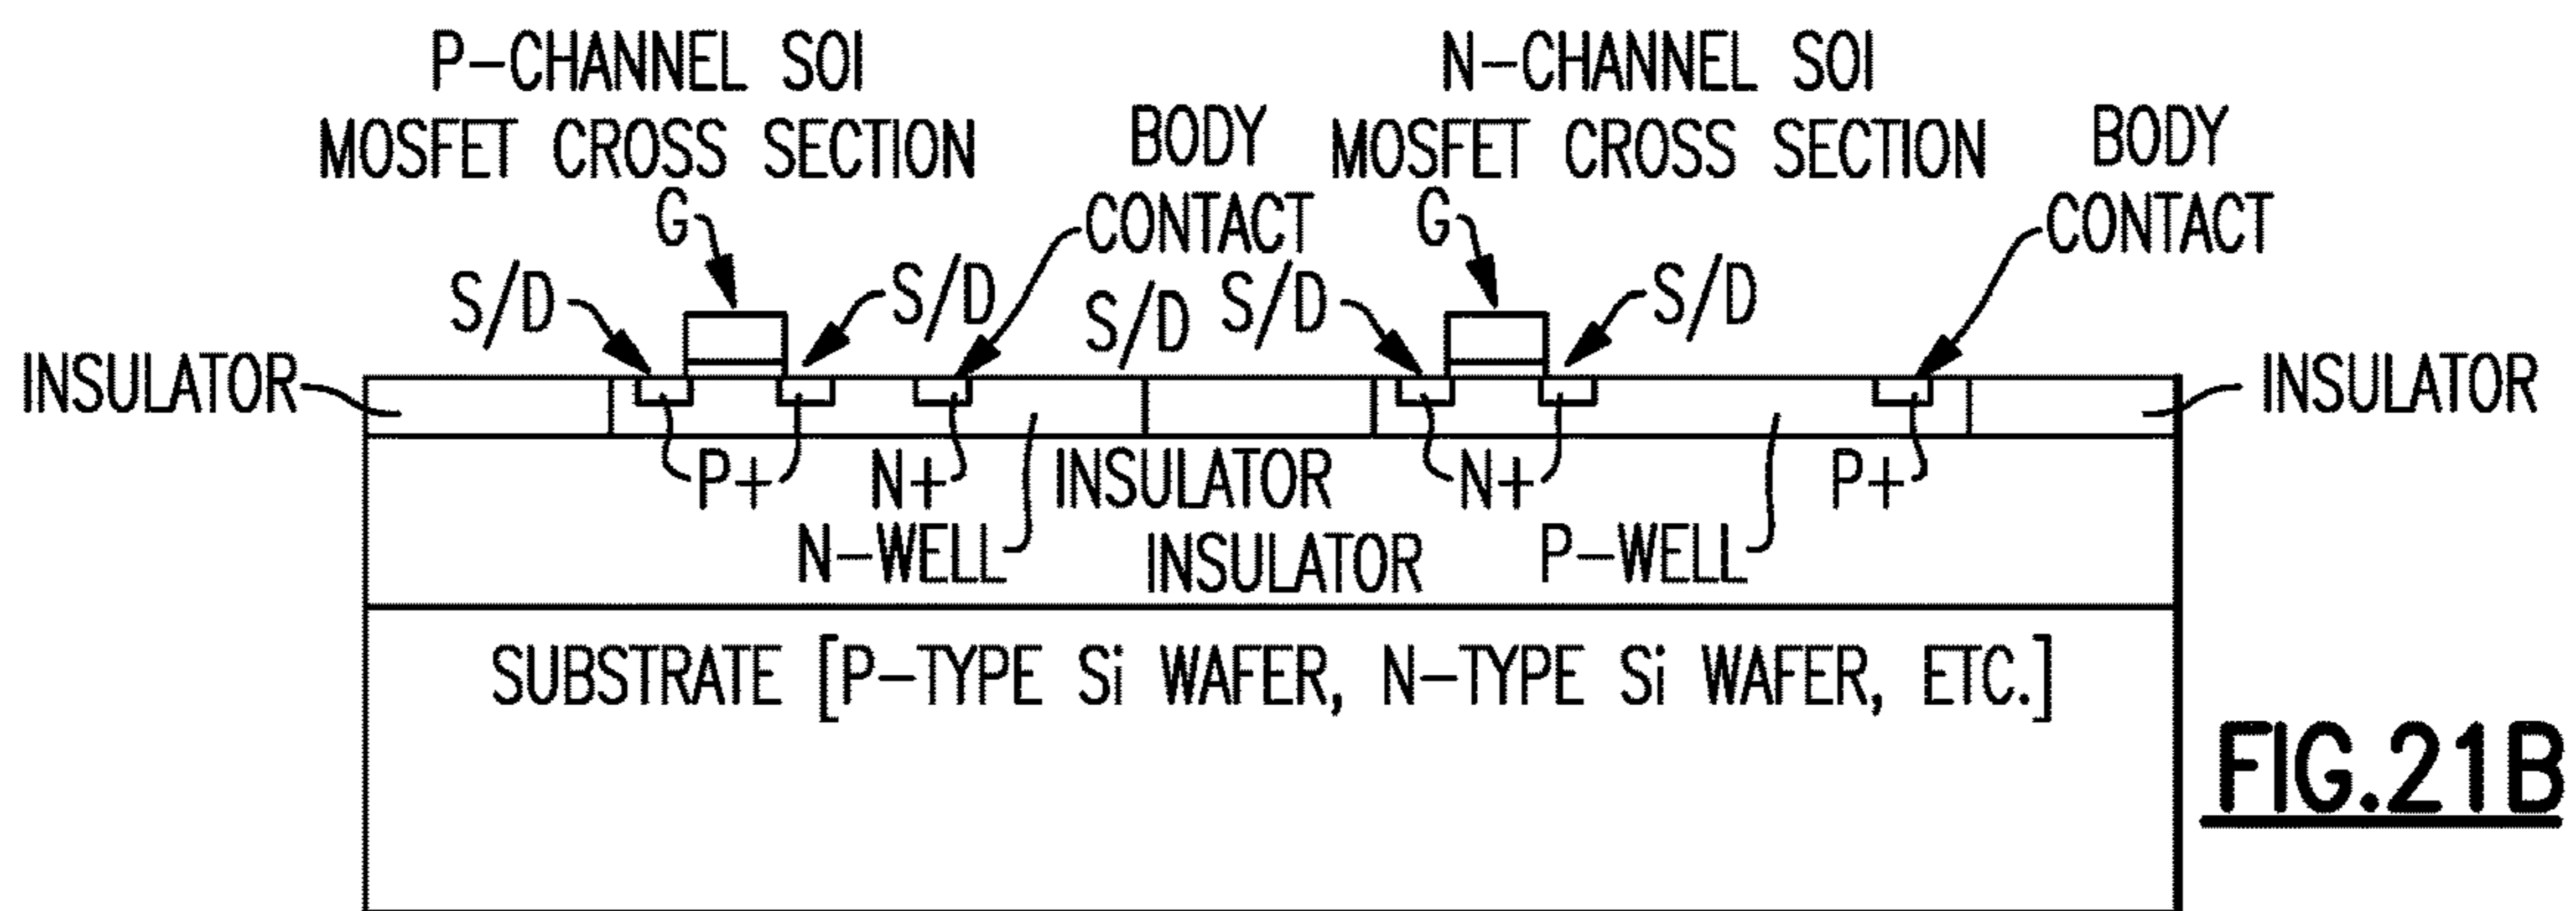 P-CHANNEL SOI
MOSFET CROSS SECTION
N-CHANNEL SOI
MOSFET CROSS SECTION
BODY
CONTACT
BODY
CONTACT
G
G
S/D
S/D
S/D
S/D
S/D
INSULATOR
INSULATOR
P+
N+
INSULATOR
N+
P+
N-WELL
INSULATOR
P-WELL
SUBSTRATE [P-TYPE Si WAFER, N-TYPE Si WAFER, ETC.]
FIG.21B